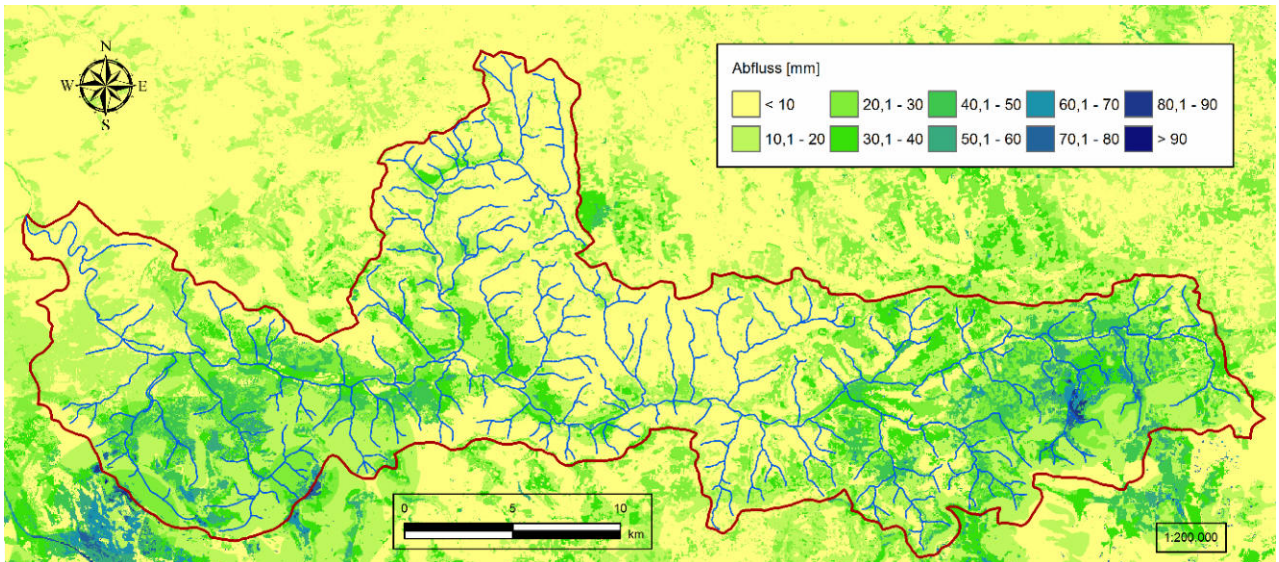 N
W E
S
Abfluss [mm]
< 10 20,1 - 30 40,1 - 50 60,1 - 70 80,1 - 90
10,1 - 20 30,1 - 40 50,1 - 60 70,1 - 80 > 90
0 5 10
km
1:200.000